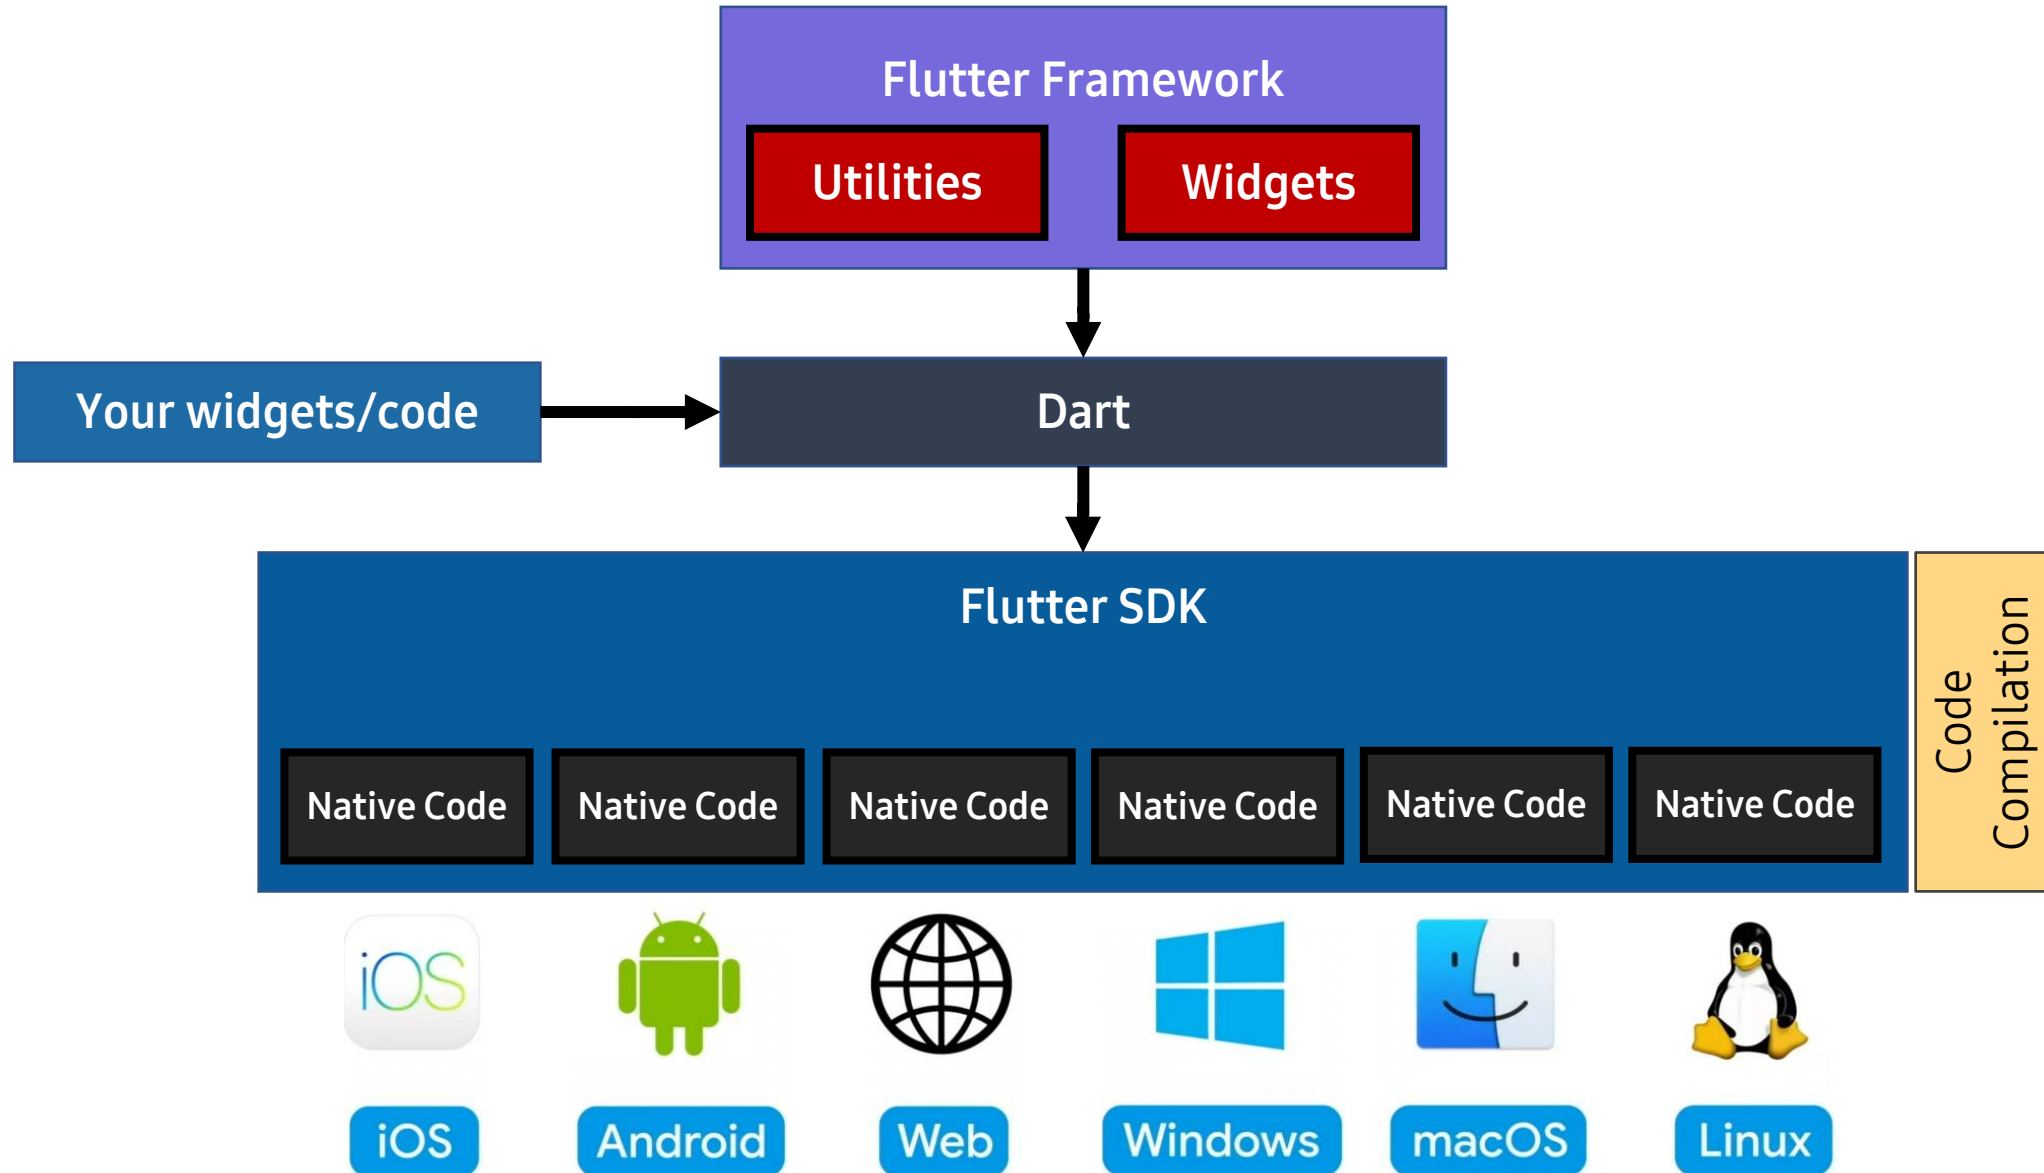 Flutter Framework
Utilities
Widgets
Your widgets/code
Dart
Flutter SDK
Native Code
Native Code
Native Code
Native Code
Native Code
Native Code
Code
Compilation
iOS
iOS
Android
Web
Windows
macOS
Linux